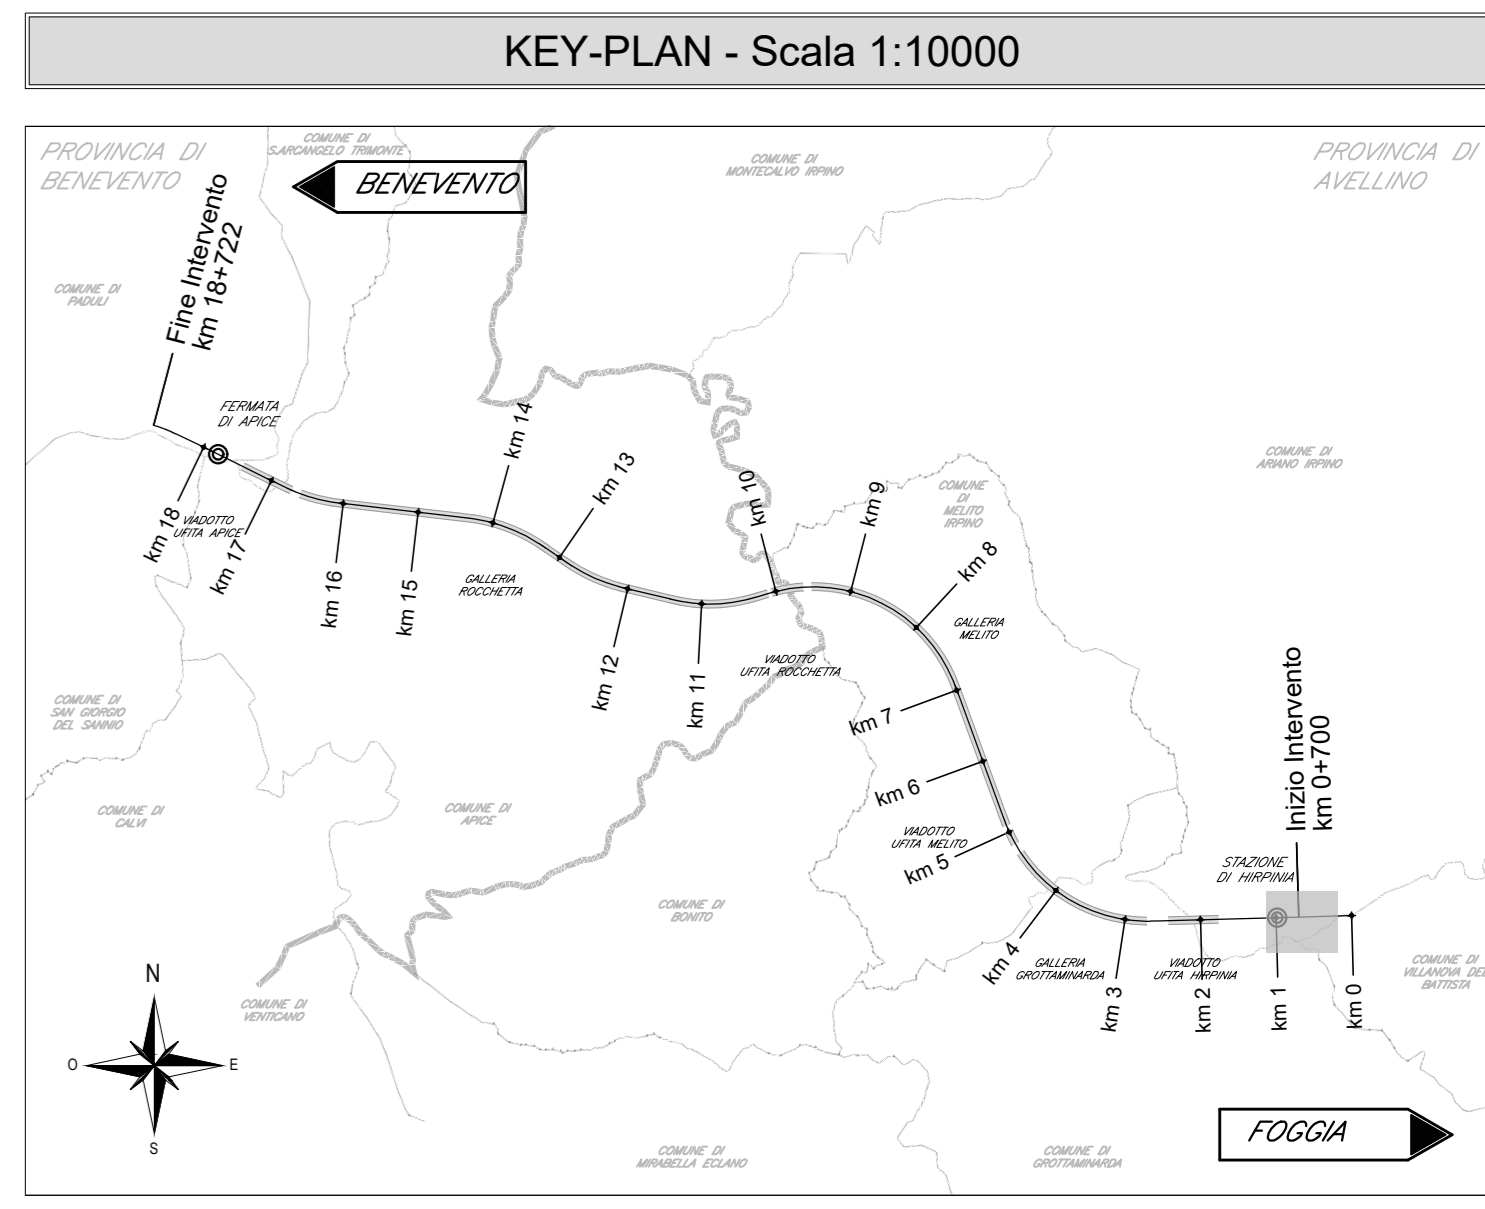 KEY-PLAN - Scala 1:10000
PROVINCIA DI
BENEVENTO
COMUNE DI
S.ARCANGELO TRIMONTE
BENEVENTO
COMUNE DI
MONTECALVO IRPINO
PROVINCIA DI
AVELLINO
Fine Intervento
km 18+722
COMUNE DI
PADULI
FERMATA
DI APICE
km 14
km 13
km 10
km 9
COMUNE DI
ARIANO IRPINO
COMUNE
DI
MELITO
IRPINO
km 18
VIADOTTO
UFITA APICE
km 17
km 16
km 15
GALLERIA
ROCCHETTA
km 8
GALLERIA
MELITO
km 12
km 11
VIADOTTO
UFITA ROCCHETTA
km 7
Inizio Intervento
km 0+700
COMUNE DI
SAN GIORGIO
DEL SANNIO
km 6
COMUNE DI
CALVI
COMUNE DI
APICE
VIADOTTO
UFITA MELITO
km 5
STAZIONE
DI HIRPINIA
COMUNE DI
BONITO
km 4
GALLERIA
GROTTAMINARDA
km 3
VIADOTTO
UFITA HIRPINIA
km 2
km 1
km 0
COMUNE DI
VILLANOVA DEL
BATTISTA
COMUNE DI
VENTICANO
N
O
E
S
FOGGIA
COMUNE DI
MIRABELLA ECLANO
COMUNE DI
GROTTAMINARDA